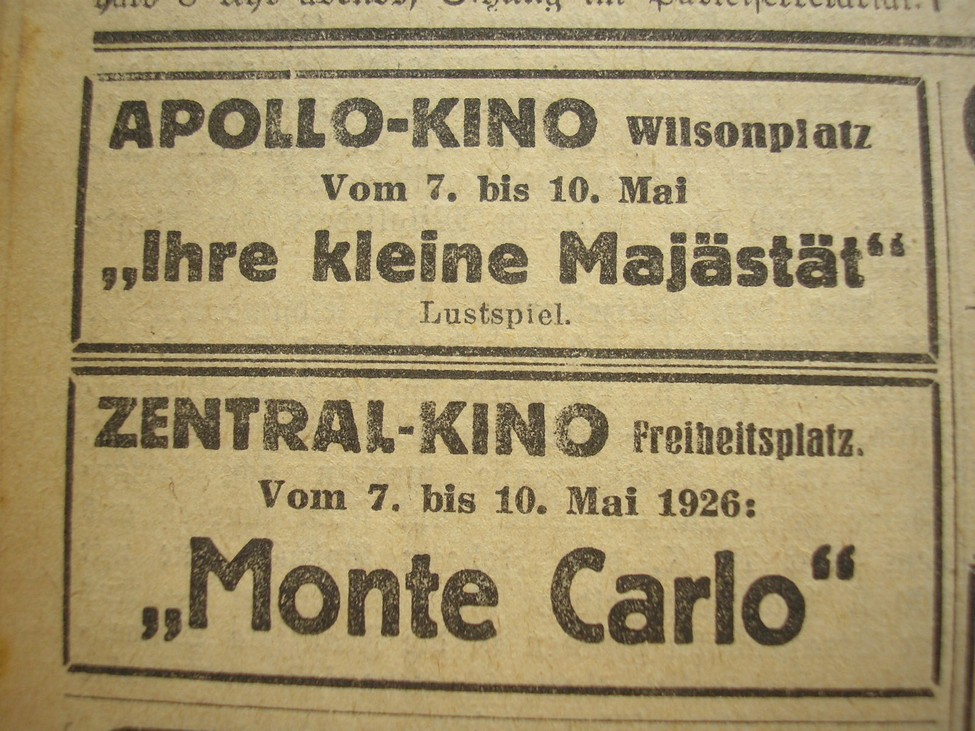 APOLLO-KINO Wilsonplatz
Vom 7. bis 10. Mai
„Ihre kleine Majästät“
Lustspiel.
ZENTRAL-KINO Freiheitsplatz.
Vom 7. bis 10. Mai 1926:
„Monte Carlo“